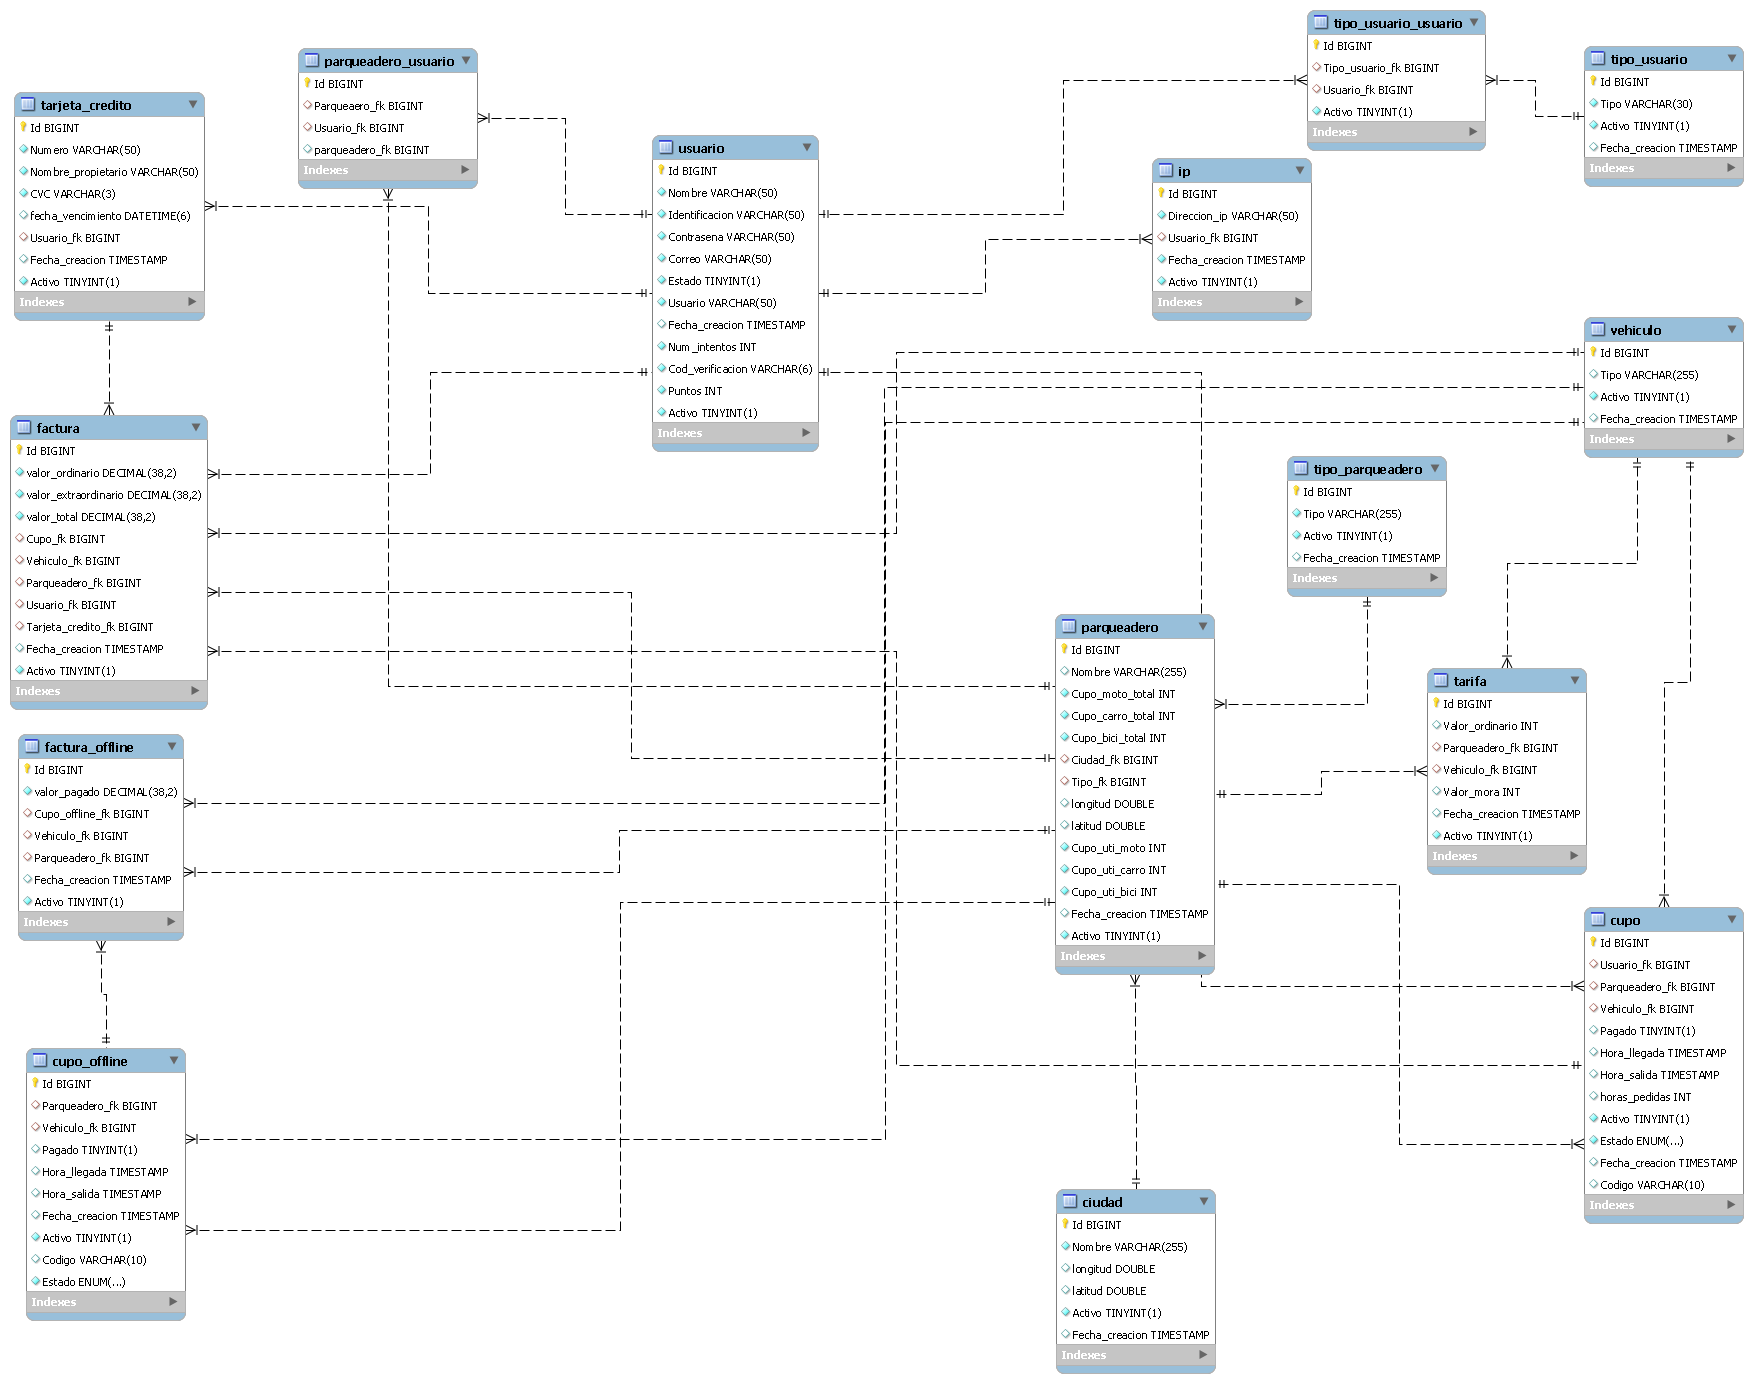 tarjeta_credito
Id BIGINT
Numero VARCHAR(50)
Nombre_propietario VARCHAR(50)
CVC VARCHAR(3)
fecha_vencimiento DATETIME(6)
Usuario_fk BIGINT
Fecha_creacion TIMESTAMP
Activo TINYINT(1)
Indexes
parqueadero_usuario
Id BIGINT
Parqueaero_fk BIGINT
Usuario_fk BIGINT
parqueadero_fk BIGINT
Indexes
usuario
Id BIGINT
Nombre VARCHAR(50)
Identificacion VARCHAR(50)
Contrasena VARCHAR(50)
Correo VARCHAR(50)
Estado TINYINT(1)
Usuario VARCHAR(50)
Fecha_creacion TIMESTAMP
Num_intentos INT
Cod_verificacion VARCHAR(6)
Puntos INT
Activo TINYINT(1)
Indexes
tipo_usuario_usuario
Id BIGINT
Tipo_usuario_fk BIGINT
Usuario_fk BIGINT
Activo TINYINT(1)
Indexes
tipo_usuario
Id BIGINT
Tipo VARCHAR(30)
Activo TINYINT(1)
Fecha_creacion TIMESTAMP
Indexes
ip
Id BIGINT
Direccion_ip VARCHAR(50)
Usuario_fk BIGINT
Fecha_creacion TIMESTAMP
Activo TINYINT(1)
Indexes
vehiculo
Id BIGINT
Tipo VARCHAR(255)
Activo TINYINT(1)
Fecha_creacion TIMESTAMP
Indexes
factura
Id BIGINT
valor_ordinario DECIMAL(38,2)
valor_extraordinario DECIMAL(38,2)
valor_total DECIMAL(38,2)
Cupo_fk BIGINT
Vehiculo_fk BIGINT
Parqueadero_fk BIGINT
Usuario_fk BIGINT
Tarjeta_credito_fk BIGINT
Fecha_creacion TIMESTAMP
Activo TINYINT(1)
Indexes
tipo_parqueadero
Id BIGINT
Tipo VARCHAR(255)
Activo TINYINT(1)
Fecha_creacion TIMESTAMP
Indexes
parqueadero
Id BIGINT
Nombre VARCHAR(255)
Cupo_moto_total INT
Cupo_carro_total INT
Cupo_bici_total INT
Ciudad_fk BIGINT
Tipo_fk BIGINT
longitud DOUBLE
latitud DOUBLE
Cupo_uti_moto INT
Cupo_uti_carro INT
Cupo_uti_bici INT
Fecha_creacion TIMESTAMP
Activo TINYINT(1)
Indexes
tarifa
Id BIGINT
Valor_ordinario INT
Parqueadero_fk BIGINT
Vehiculo_fk BIGINT
Valor_mora INT
Fecha_creacion TIMESTAMP
Activo TINYINT(1)
Indexes
factura_offline
Id BIGINT
valor_pagado DECIMAL(38,2)
Cupo_offline_fk BIGINT
Vehiculo_fk BIGINT
Parqueadero_fk BIGINT
Fecha_creacion TIMESTAMP
Activo TINYINT(1)
Indexes
cupo
Id BIGINT
Usuario_fk BIGINT
Parqueadero_fk BIGINT
Vehiculo_fk BIGINT
Pagado TINYINT(1)
Hora_llegada TIMESTAMP
Hora_salida TIMESTAMP
horas_pedidas INT
Activo TINYINT(1)
Estado ENUM(...)
Fecha_creacion TIMESTAMP
Codigo VARCHAR(10)
Indexes
cupo_offline
Id BIGINT
Parqueadero_fk BIGINT
Vehiculo_fk BIGINT
Pagado TINYINT(1)
Hora_llegada TIMESTAMP
Hora_salida TIMESTAMP
Fecha_creacion TIMESTAMP
Activo TINYINT(1)
Codigo VARCHAR(10)
Estado ENUM(...)
Indexes
ciudad
Id BIGINT
Nombre VARCHAR(255)
longitud DOUBLE
latitud DOUBLE
Activo TINYINT(1)
Fecha_creacion TIMESTAMP
Indexes